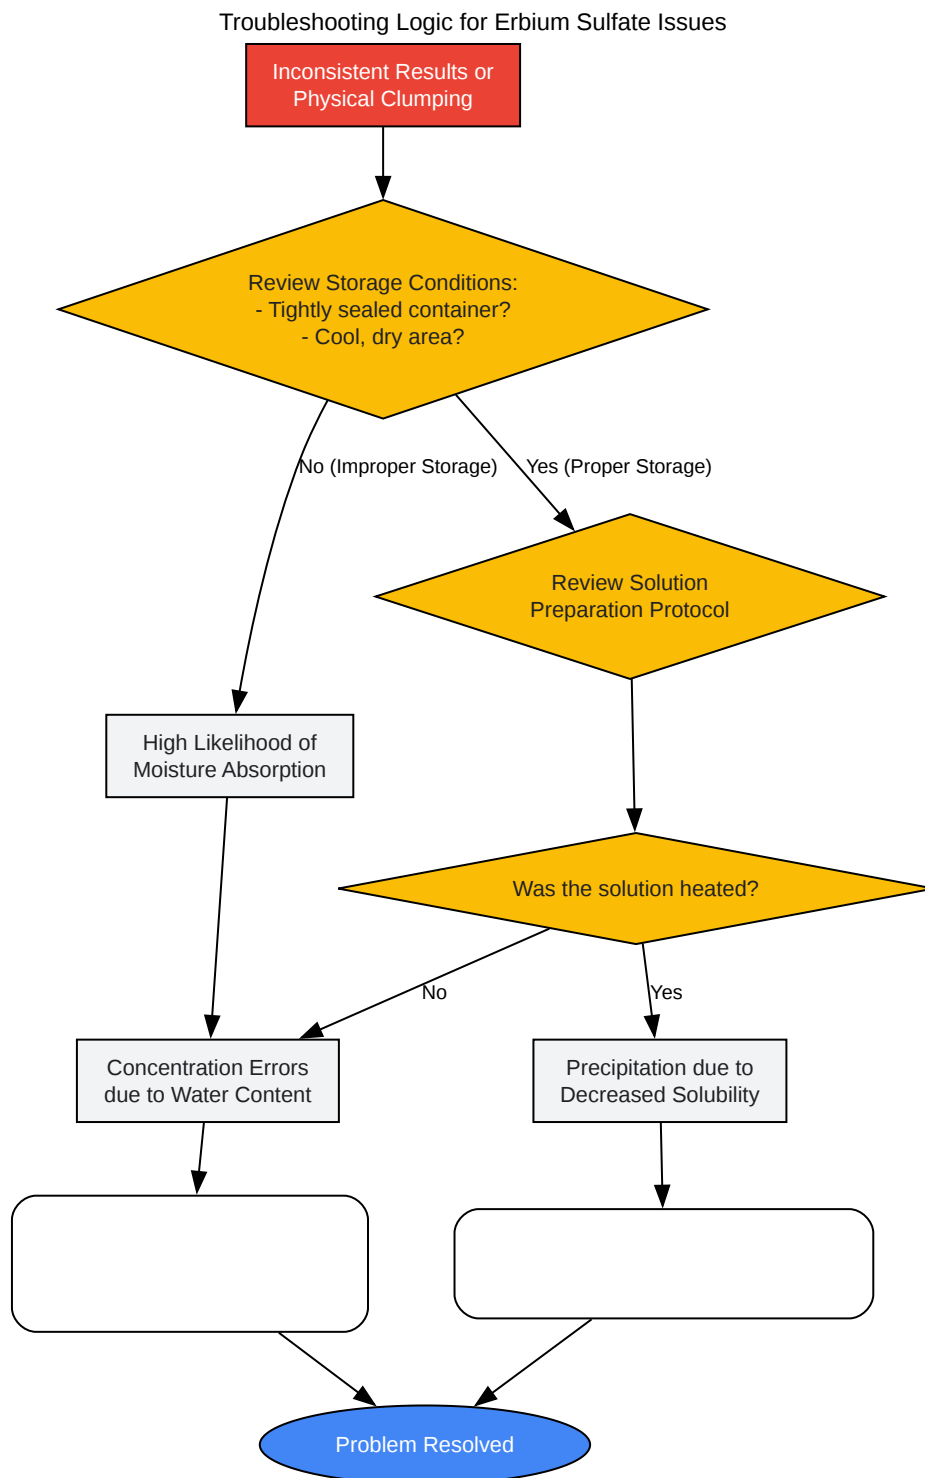 Troubleshooting Logic for Erbium Sulfate Issues
Inconsistent Results or
Physical Clumping
Review Storage Conditions:
- Tightly sealed container?
- Cool, dry area?
No (Improper Storage)
Yes (Proper Storage)
Review Solution
Preparation Protocol
High Likelihood of
Moisture Absorption
Was the solution heated?
No
Yes
Concentration Errors
due to Water Content
Precipitation due to
Decreased Solubility
Problem Resolved